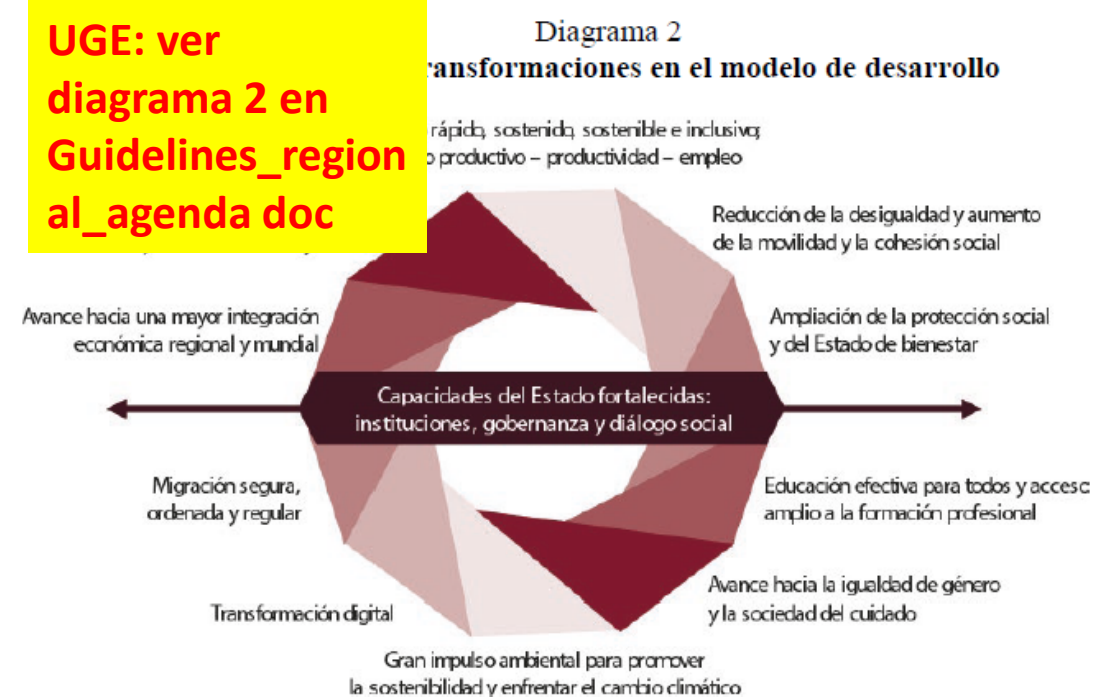 UGE: ver
diagrama 2 en
Guidelines_region
al_agenda doc
Diagrama 2
ransformaciones en el modelo de desarrollo
rápido, sostenido, sostenible e inclusivo;
productivo – productividad – empleo
Reducción de la desigualdad y aumento
de la movilidad y la cohesión social
Avance hacia una mayor integración
económica regional y mundial
Ampliación de la protección social
y del Estado de bienestar
Capacidades del Estado fortalecidas:
instituciones, gobernanza y diálogo social
Migración segura,
ordenada y regular
Educación efectiva para todos y acceso
amplio a la formación profesional
Transformación digital
Avance hacia la igualdad de género
y la sociedad del cuidado
Gran impulso ambiental para promover
la sostenibilidad y enfrentar el cambio climático